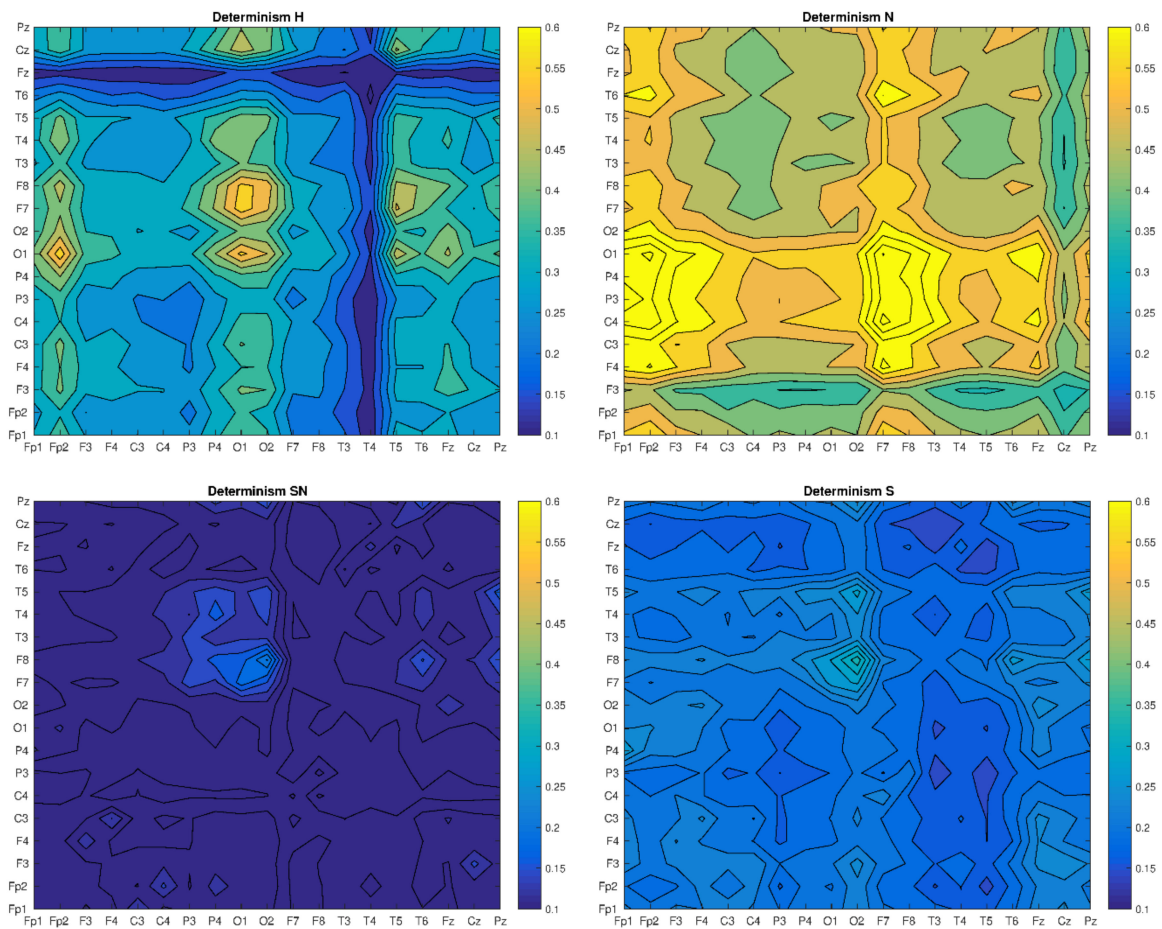 Determinism H
Pz
Cz
Fz
T6
T5
T4
T3
F8
F7
O2
O1
P4
P3
C4
C3
F4
F3
Fp2
Fp1
Fp1 Fp2 F3 F4 C3 C4 P3 P4 O1 O2 F7 F8 T3 T4 T5 T6 Fz Cz Pz
0.6
0.55
0.5
0.45
0.4
0.35
0.3
0.25
0.2
0.15
0.1
Determinism N
Pz
Cz
Fz
T6
T5
T4
T3
F8
F7
O2
O1
P4
P3
C4
C3
F4
F3
Fp2
Fp1
Fp1 Fp2 F3 F4 C3 C4 P3 P4 O1 O2 F7 F8 T3 T4 T5 T6 Fz Cz Pz
0.6
0.55
0.5
0.45
0.4
0.35
0.3
0.25
0.2
0.15
0.1
Determinism SN
Pz
Cz
Fz
T6
T5
T4
T3
F8
F7
O2
O1
P4
P3
C4
C3
F4
F3
Fp2
Fp1
Fp1 Fp2 F3 F4 C3 C4 P3 P4 O1 O2 F7 F8 T3 T4 T5 T6 Fz Cz Pz
0.6
0.55
0.5
0.45
0.4
0.35
0.3
0.25
0.2
0.15
0.1
Determinism S
Pz
Cz
Fz
T6
T5
T4
T3
F8
F7
O2
O1
P4
P3
C4
C3
F4
F3
Fp2
Fp1
Fp1 Fp2 F3 F4 C3 C4 P3 P4 O1 O2 F7 F8 T3 T4 T5 T6 Fz Cz Pz
0.6
0.55
0.5
0.45
0.4
0.35
0.3
0.25
0.2
0.15
0.1